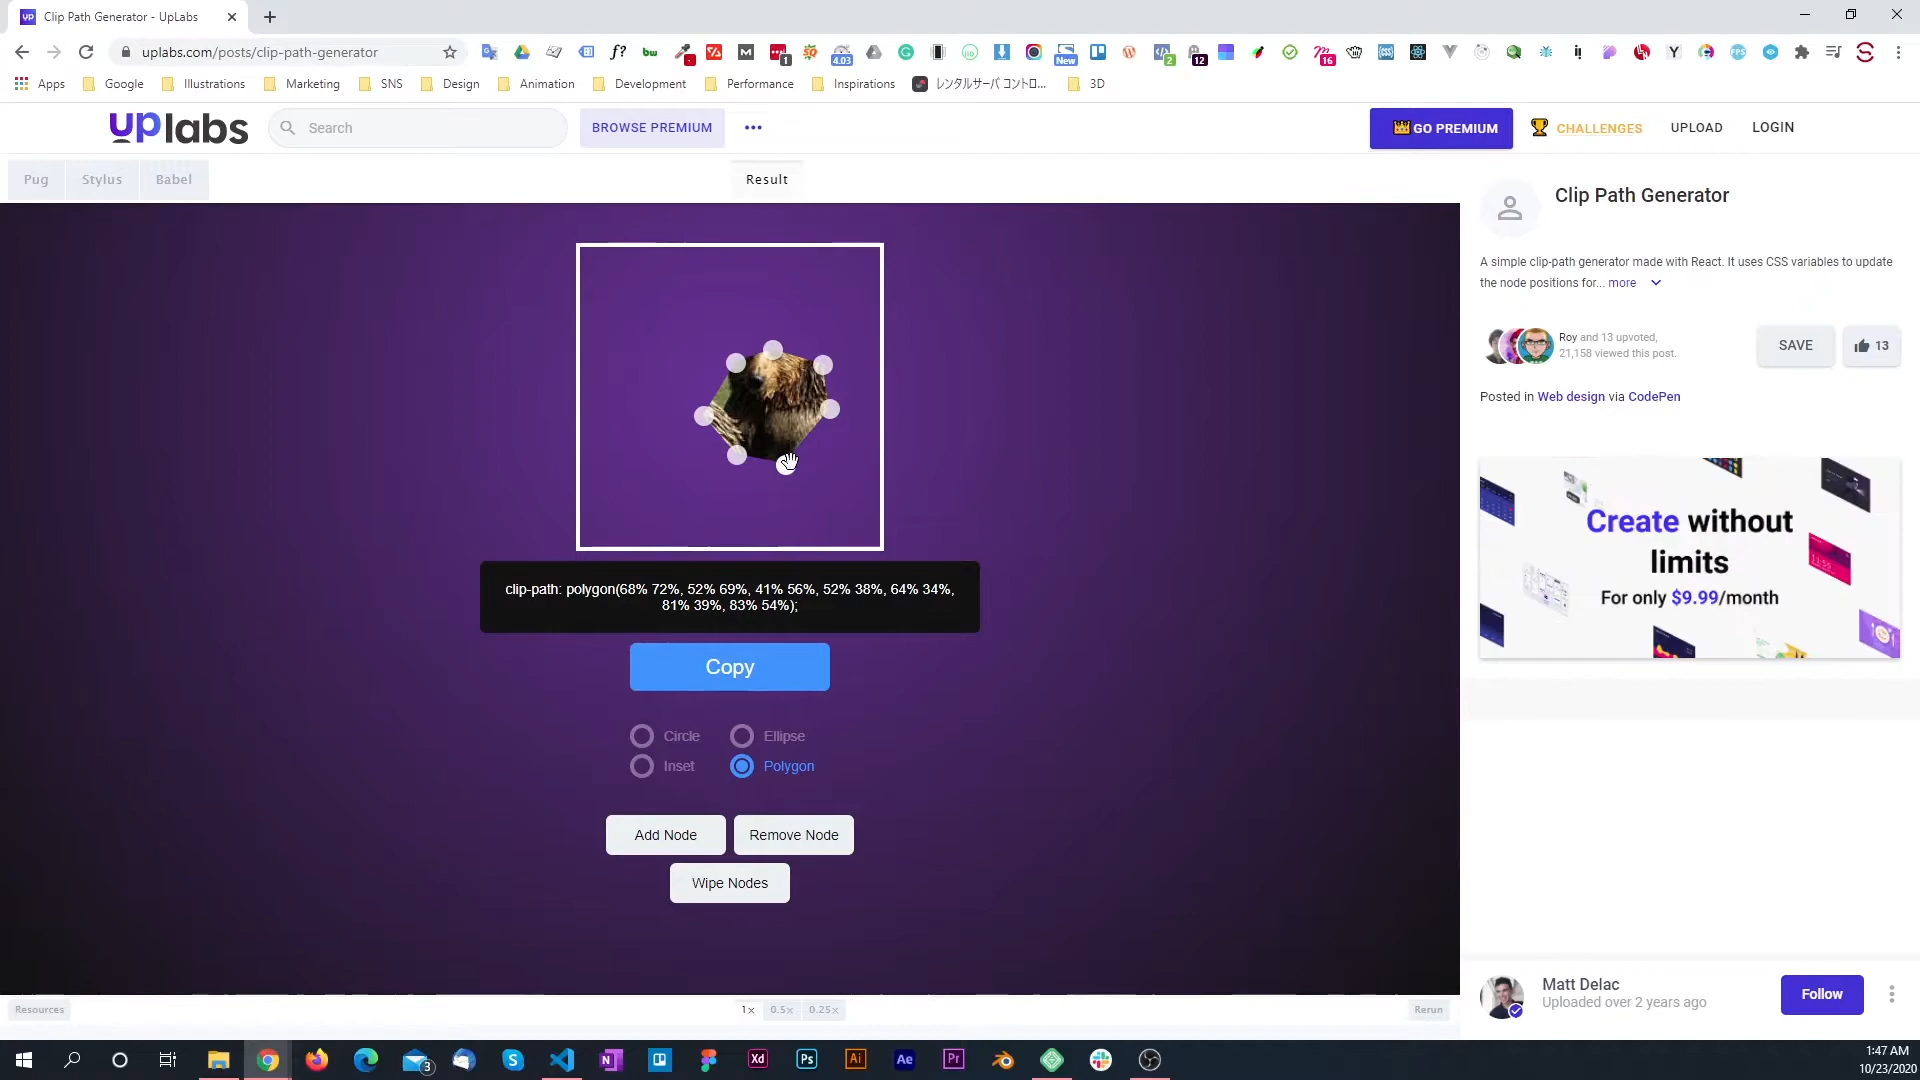 Clip Path Generator - UpLabs
uplabs.com/posts/clip-path-generator
Apps
Google
Illustrations
Marketing
SNS
Design
Animation
Development
Performance
Inspirations
レンタルサーバ コントロ...
3D
uplabs
Search
BROWSE PREMIUM
GO PREMIUM
CHALLENGES
UPLOAD
LOGIN
Pug
Stylus
Babel
Result
clip-path: polygon(68% 72%, 52% 69%, 41% 56%, 52% 38%, 64% 34%,
81% 39%, 83% 54%);
Copy
Circle
Ellipse
Inset
Polygon
Add Node
Remove Node
Wipe Nodes
Resources
1x
0.5x
0.25x
Rerun
Clip Path Generator
A simple clip-path generator made with React. It uses CSS variables to update
the node positions for... more
Roy and 13 upvoted,
21,158 viewed this post.
SAVE
13
Posted in Web design via CodePen
Create without
limits
For only $9.99/month
Matt Delac
Uploaded over 2 years ago
Follow
1:47 AM
10/23/2020